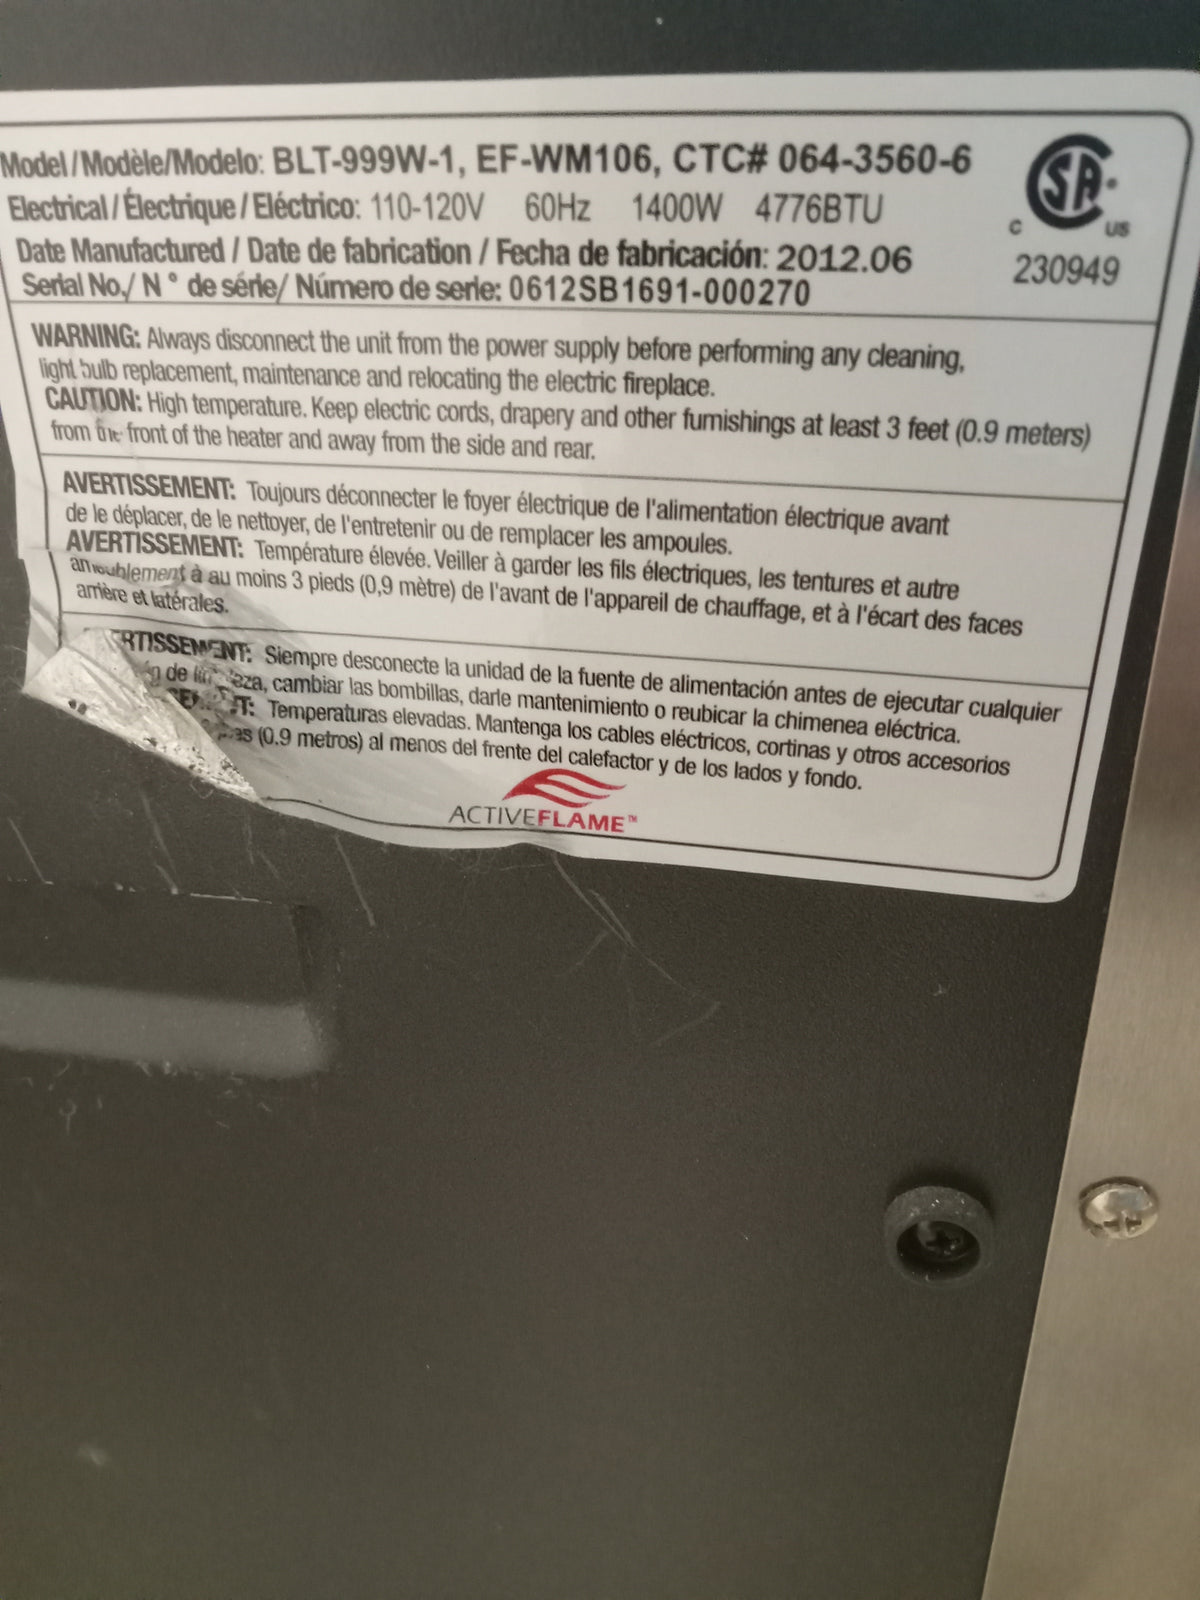 Model/Modèle/Modelo: BLT-999W-1, EF-WM106, CTC# 064-3560-6
Electrical/Électrique/Eléctrico: 110-120V 60Hz 1400W 4776BTU
Date Manufactured / Date de fabrication / Fecha de fabricación: 2012.06
Serial No./ N ° de série/ Número de serie: 0612SB1691-000270
SA
C US
230949
WARNING: Always disconnect the unit from the power supply before performing any cleaning,
light bulb replacement, maintenance and relocating the electric fireplace.
CAUTION: High temperature. Keep electric cords, drapery and other furnishings at least 3 feet (0.9 meters)
from the front of the heater and away from the side and rear.
AVERTISSEMENT: Toujours déconnecter le foyer électrique de l'alimentation électrique avant
de le déplacer, de le nettoyer, de l'entretenir ou de remplacer les ampoules.
AVERTISSEMENT: Température élevée. Veiller à garder les fils électriques, les tentures et autre
ameublement à au moins 3 pieds (0,9 mètre) de l'avant de l'appareil de chauffage, et à l'écart des faces
arrière et latérales.
RTISSEMENT: Siempre desconecte la unidad de la fuente de alimentación antes de ejecutar cualquier
de limpieza, cambiar las bombillas, darle mantenimiento o reubicar la chimenea eléctrica.
Temperaturas elevadas. Mantenga los cables eléctricos, cortinas y otros accesorios
(0.9 metros) al menos del frente del calefactor y de los lados y fondo.
ACTIVEFLAME™